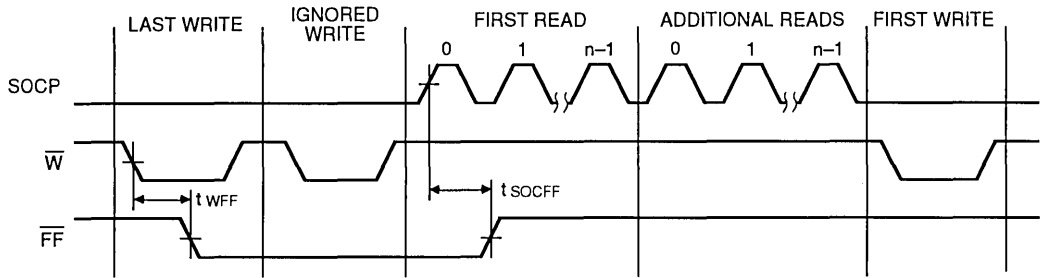 LAST WRITE
IGNORED
WRITE
FIRST READ
ADDITIONAL READS
FIRST WRITE
0 1 n–1 0 1 n–1
SOCP
W̅
t WFF
t SOCFF
F̅F̅